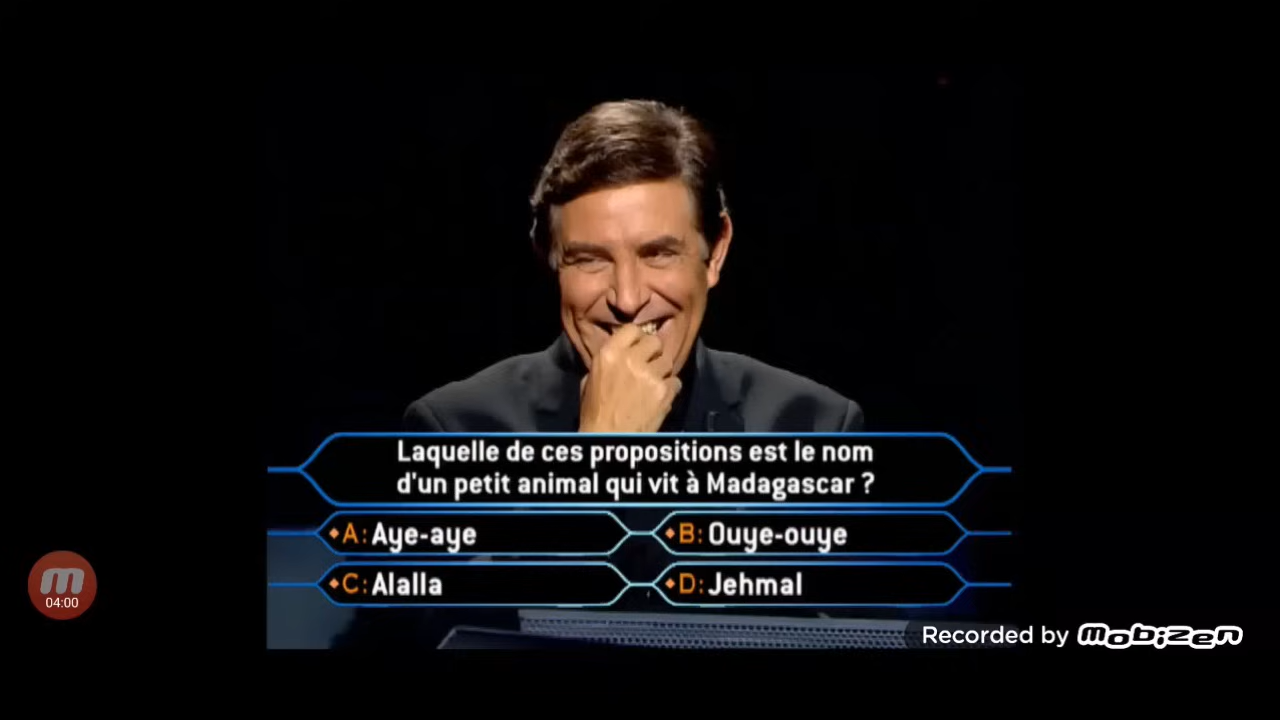 Laquelle de ces propositions est le nom
d'un petit animal qui vit à Madagascar ?
A: Aye-aye
B: Ouye-ouye
C: Alalla
D: Jehmal
04:00
Recorded by MobiZen